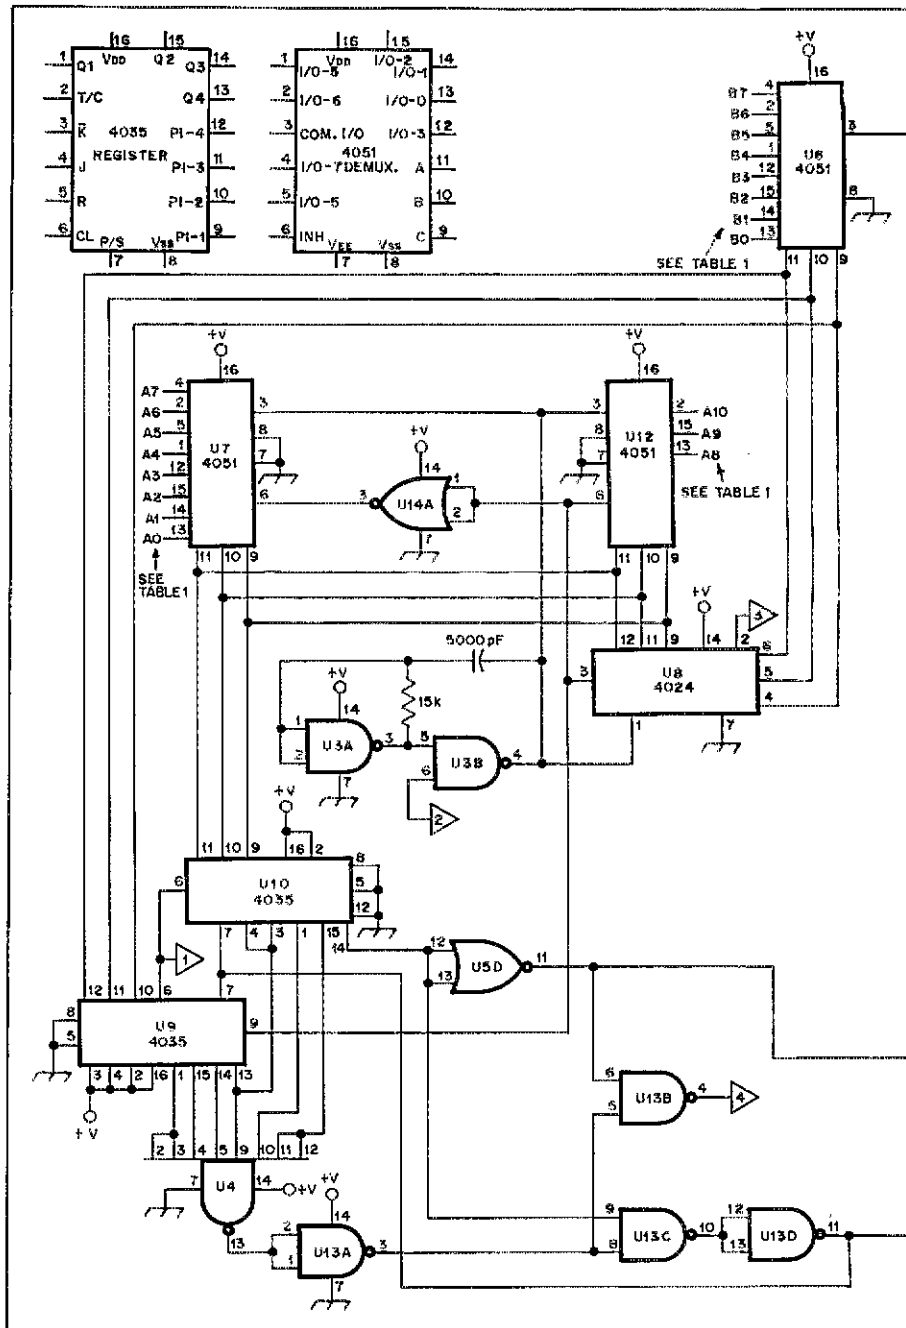 16 15
VDD Q2
1 Q1 Q3 14
2 T/C Q4 13
3 K 4035 PI-4 12
REGISTER
4 J PI-3 11
5 R PI-2 10
6 CL PI-1 9
P/S VSS
7 8
16 15
VDD I/O-2
1 I/O-5 I/O-1 14
2 I/O-6 I/O-0 13
3 COM. I/O I/O-3 12
4051
4 I/O-7 DEMUX. A 11
5 I/O-5 B 10
6 INH C 9
VEE VSS
7 8
+V
16
B7 4
B6 2
B5 5
B4 1
B3 12
B2 15
B1 14
B0 13
U6
4051
3
8
SEE TABLE 1
11 10 9
+V
16
A7 4
A6 2
A5 5
A4 1
A3 12
A2 15
A1 14
A0 13
U7
4051
3
8
7
6
SEE
TABLE 1
11 10 9
+V
14
3 U14A 1
2
7
+V
16
3
8
7
6
U12
4051
2 A10
15 A9
13 A8
SEE TABLE 1
11 10 9
+V
3
12 11 9 14 2
3 U8
4024
6
5
4
1 7
5000pF
15k
+V
14
1
2
U3A 3
7
5
6
U3B 4
2
+V
11 10 9 16 2
6 U10
4035
8
5
12
7 4 3 1 15
14
1
12
13
U5D 11
12 11 10 6 7
8
5
U9
4035
9
3 4 2 16 1 15 14 13
+V
2 3 4 5 9 10 11 12
7 U4 14 +V
13
+V
14
2
1
U13A 3
7
6
5
U13B 4
4
9
8
U13C 10
12
13
U13D 11